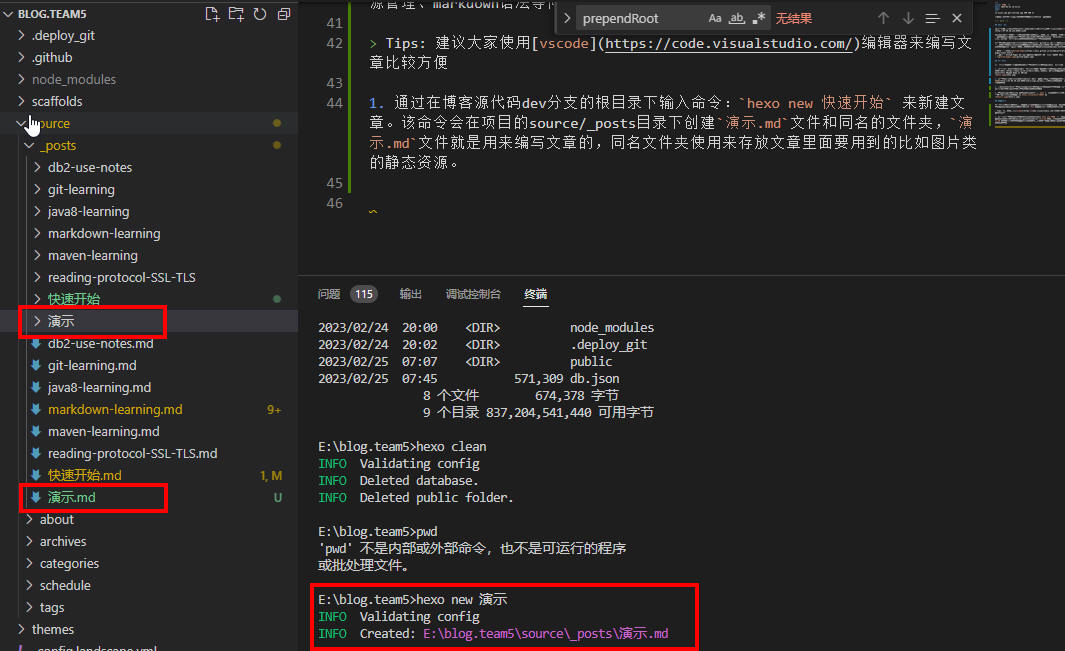 BLOG.TEAM5
.deploy_git
.github
node_modules
scaffolds
ource
_posts
db2-use-notes
git-learning
java8-learning
markdown-learning
maven-learning
reading-protocol-SSL-TLS
快速开始
演示
db2-use-notes.md
git-learning.md
java8-learning.md
markdown-learning.md 9+
maven-learning.md
reading-protocol-SSL-TLS.md
快速开始.md 1, M
演示.md U
about
archives
categories
schedule
tags
themes
_config.landscape.yml
prependRoot Aa ab .* 无结果
41
42 > Tips: 建议大家使用[vscode](https://code.visualstudio.com/)编辑器来编写文
章比较方便
43
44 1. 通过在博客源代码dev分支的根目录下输入命令：`hexo new 快速开始` 来新建文
章。该命令会在项目的source/_posts目录下创建`演示.md`文件和同名的文件夹，`演
示.md`文件就是用来编写文章的，同名文件夹使用来存放文章里面要用到的比如图片类
的静态资源。
45
46
问题 115 输出 调试控制台 终端
2023/02/24 20:00 <DIR> node_modules
2023/02/24 20:02 <DIR> .deploy_git
2023/02/25 07:07 <DIR> public
2023/02/25 07:45 571,309 db.json
8 个文件 674,378 字节
9 个目录 837,204,541,440 可用字节
E:\blog.team5>hexo clean
INFO Validating config
INFO Deleted database.
INFO Deleted public folder.
E:\blog.team5>pwd
'pwd' 不是内部或外部命令，也不是可运行的程序
或批处理文件。
E:\blog.team5>hexo new 演示
INFO Validating config
INFO Created: E:\blog.team5\source\_posts\演示.md